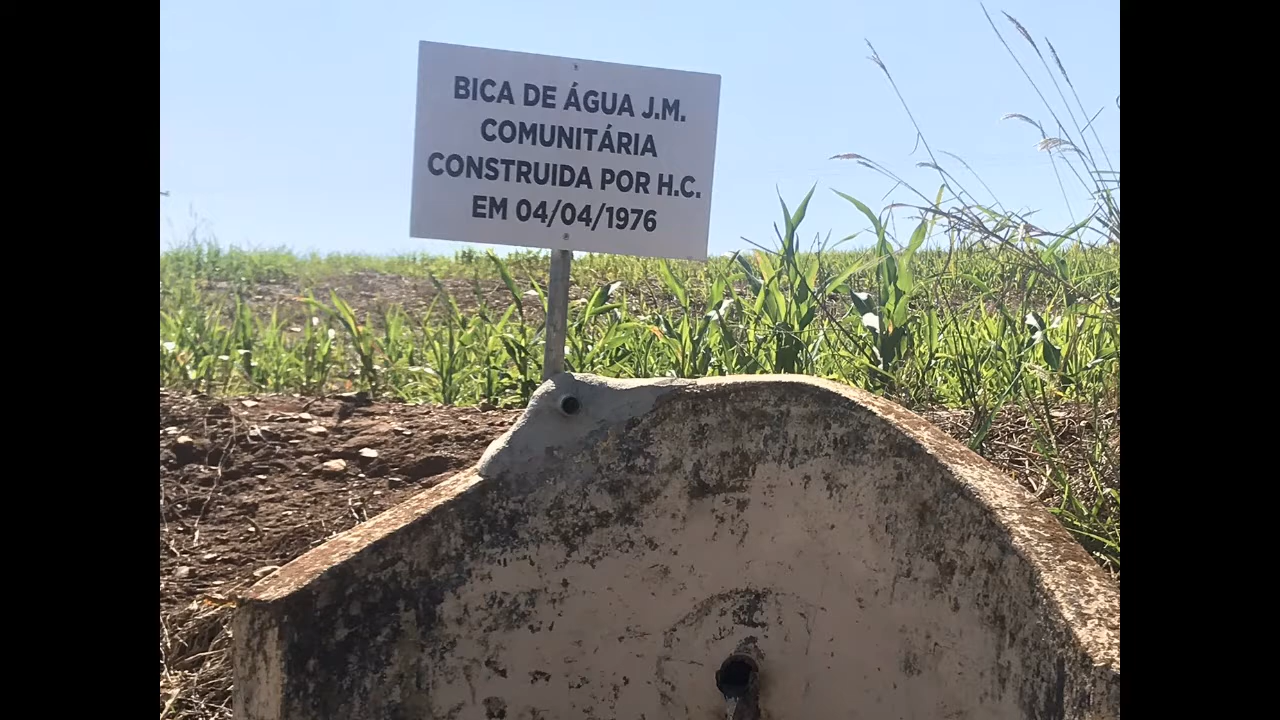 BICA DE ÁGUA J.M.
COMUNITÁRIA
CONSTRUIDA POR H.C.
EM 04/04/1976